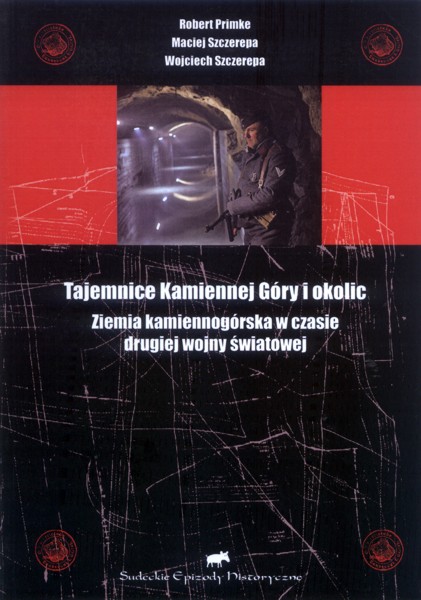 Robert Primke
Maciej Szczerepa
Wojciech Szczerepa
Tajemnice Kamiennej Góry i okolic
Ziemia kamiennogórska w czasie
drugiej wojny światowej
Sudeckie Epizody Historyczne